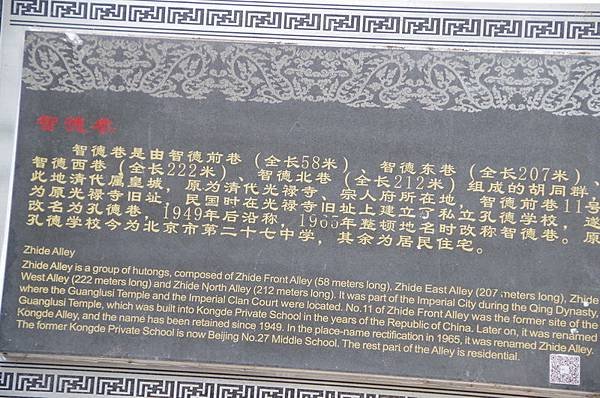 智德巷
智德巷是由智德前巷（全长58米）、智德东巷（全长207米）、
智德西巷（全长222米）、智德北巷（全长212米）组成的胡同群，
此地清代属皇城，原为清代光禄寺、宗人府所在地，智德前巷11号
为原光禄寺旧址，民国时在光禄寺旧址上建立了私立孔德学校，遂
改名为孔德巷，1949年后沿称，1965年整顿地名时改称智德巷。原
孔德学校今为北京市第二十七中学，其余为居民住宅。
Zhide Alley
Zhide Alley is a group of hutongs, composed of Zhide Front Alley (58 meters long), Zhide East Alley (207 meters long), Zhide
West Alley (222 meters long) and Zhide North Alley (212 meters long). It was part of the Imperial City during the Qing Dynasty,
where the Guanglusi Temple and the Imperial Clan Court were located. No.11 of Zhide Front Alley was the former site of the
Guanglusi Temple, which was built into Kongde Private School in the years of the Republic of China. Later on, it was renamed
Kongde Alley, and the name has been retained since 1949. In the place-name rectification in 1965, it was renamed Zhide Alley.
The former Kongde Private School is now Beijing No.27 Middle School. The rest part of the Alley is residential.